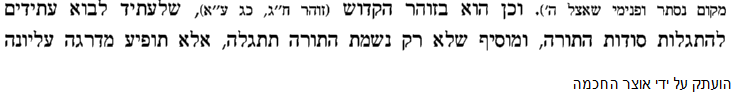 מקום נסתר ופנימי שאצל ה'). וכן הוא בזוהר הקדוש (זוהר ח"ג, כג ע"א), שלעתיד לבוא עתידים
להתגלות סודות התורה, ומוסיף שלא רק נשמת התורה תתגלה, אלא תופיע מדרגה עליונה
הועתק על ידי אוצר החכמה